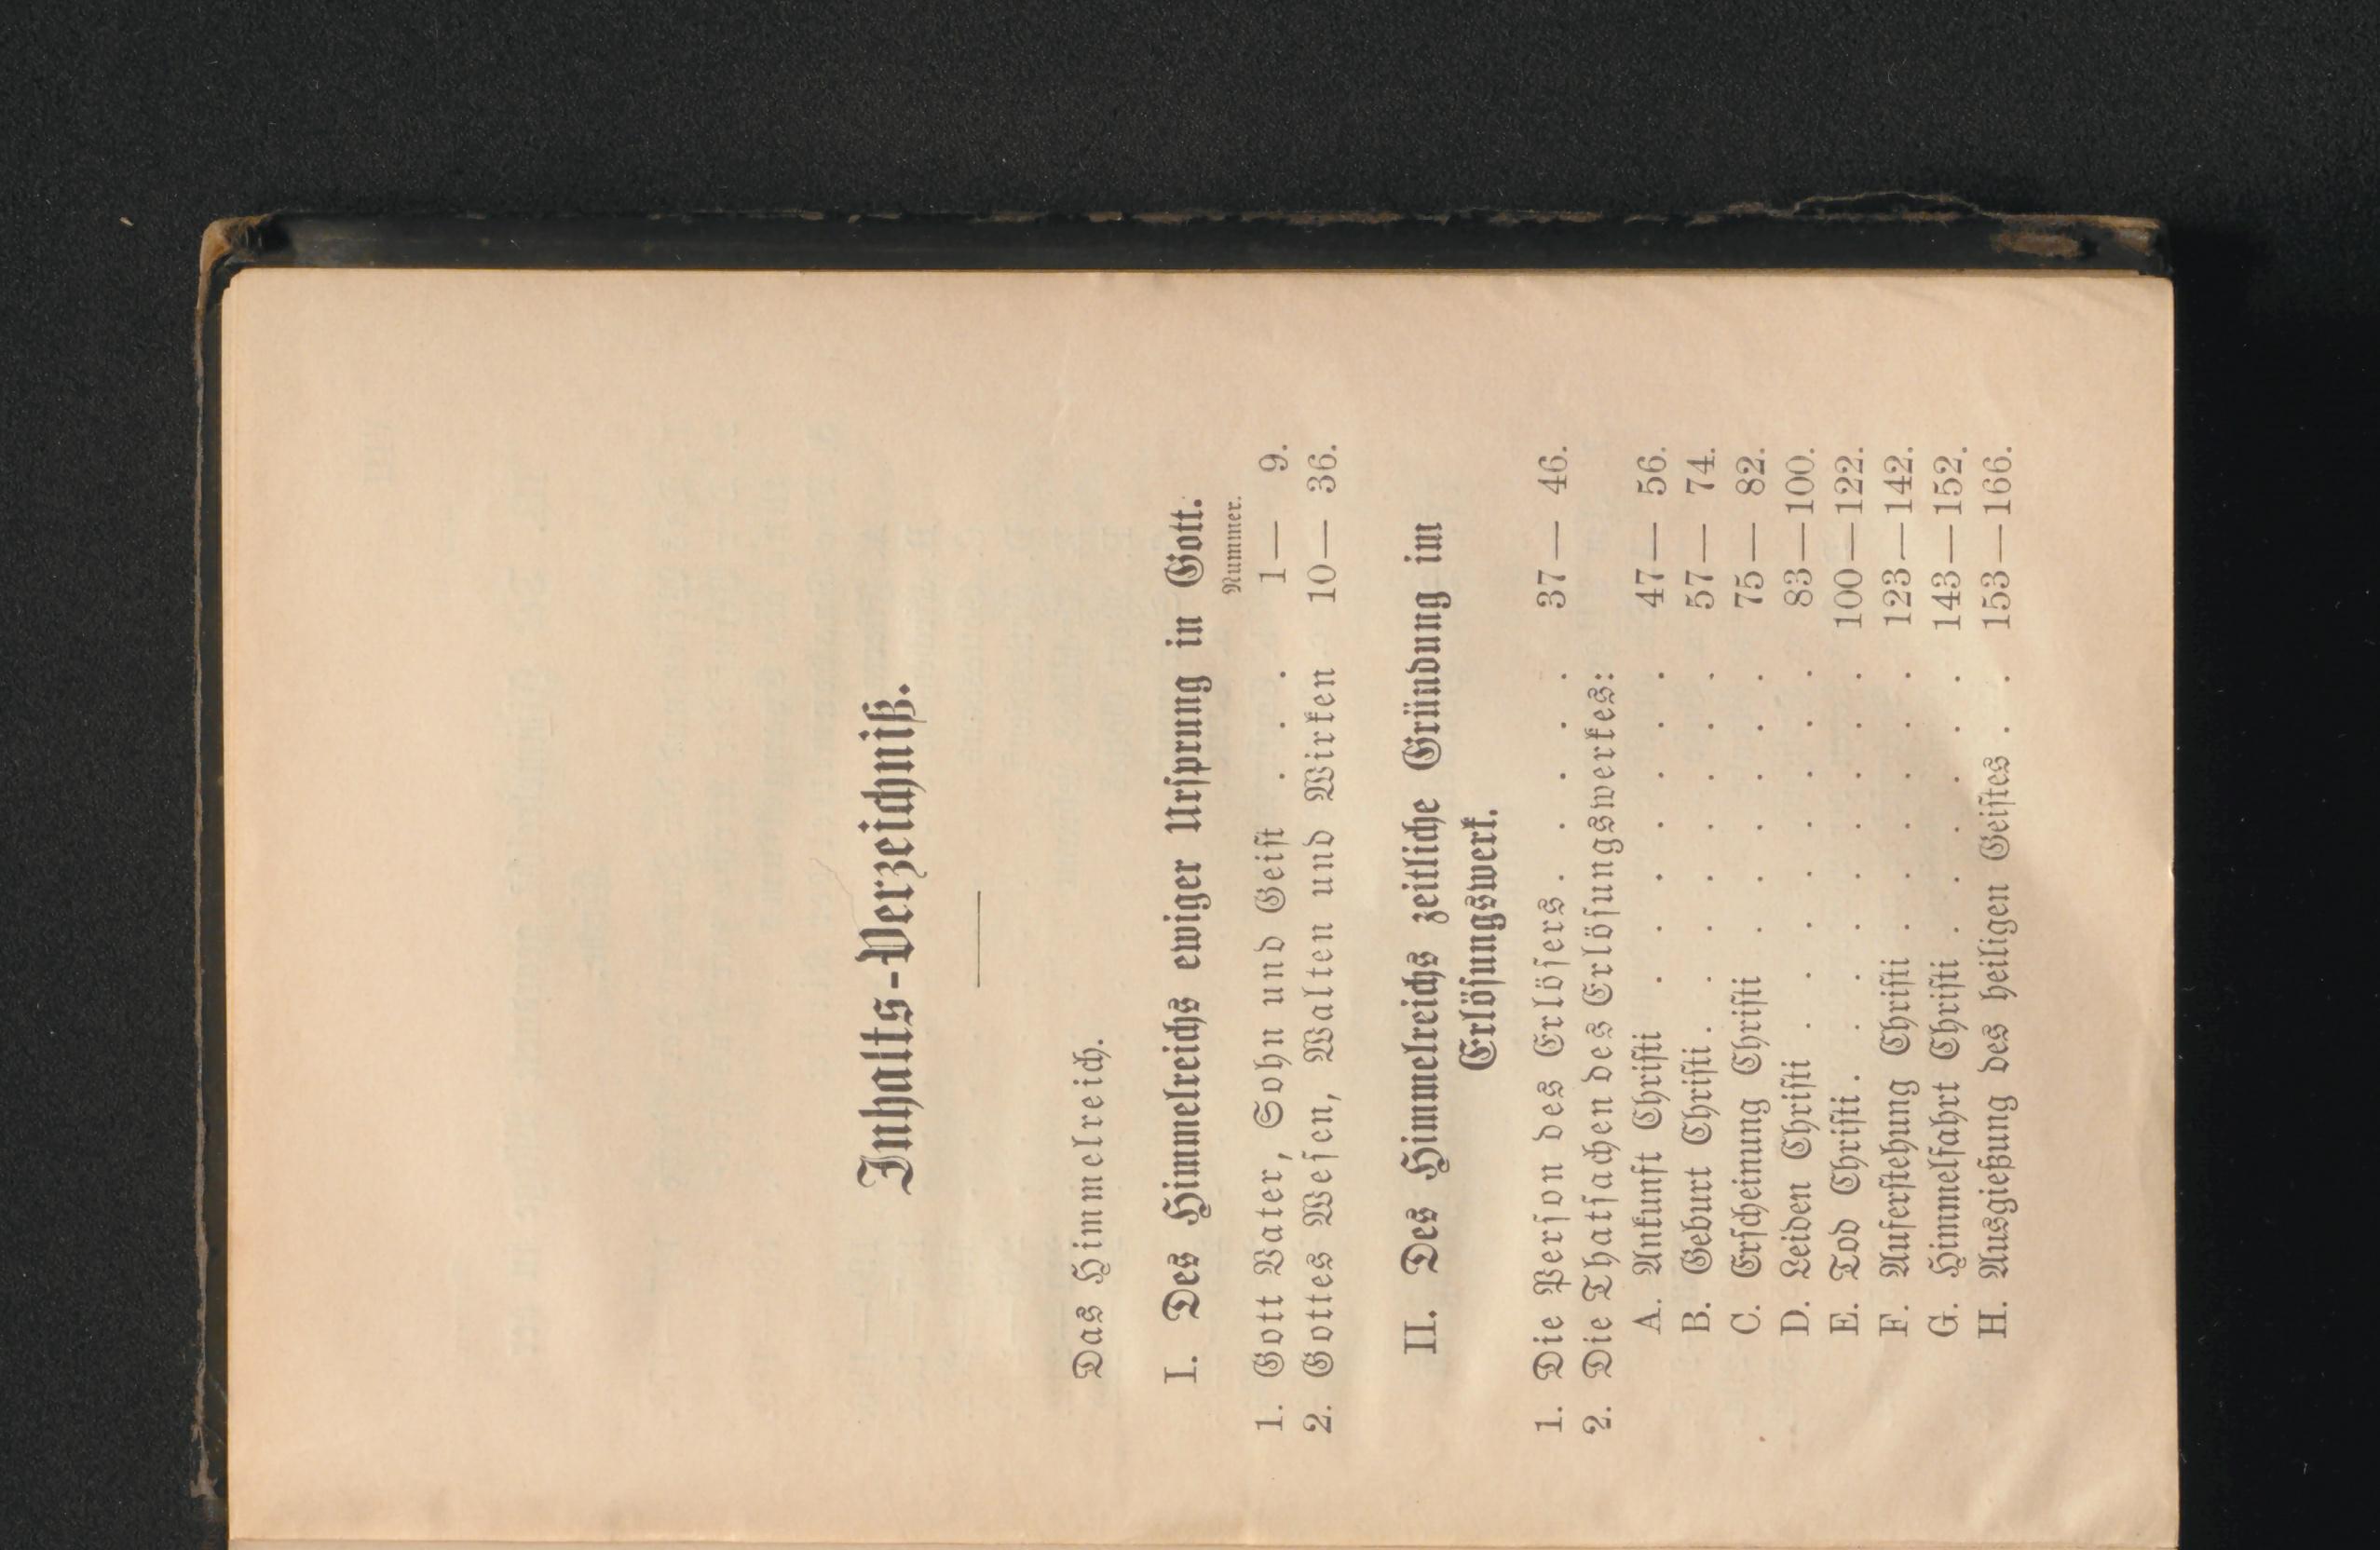 Inhalts-Verzeichniß.
Das Himmelreich.
I. Des Himmelreichs ewiger Ursprung in Gott.
Nummer.
1. Gott Vater, Sohn und Geist . . . 1— 9.
2. Gottes Wesen, Walten und Wirken 10— 36.
II. Des Himmelreichs zeitliche Gründung im
Erlösungswerk.
1. Die Person des Erlösers . . . . . 37— 46.
2. Die Thatsachen des Erlösungswerkes:
A. Ankunft Christi . . . . . . . 47— 56.
B. Geburt Christi . . . . . . . . 57— 74.
C. Erscheinung Christi . . . . . . 75— 82.
D. Leiden Christi . . . . . . . . 83—100.
E. Tod Christi . . . . . . . . . 100—122.
F. Auferstehung Christi . . . . . . 123—142.
G. Himmelfahrt Christi . . . . . . 143—152.
H. Ausgießung des heiligen Geistes . . 153—166.